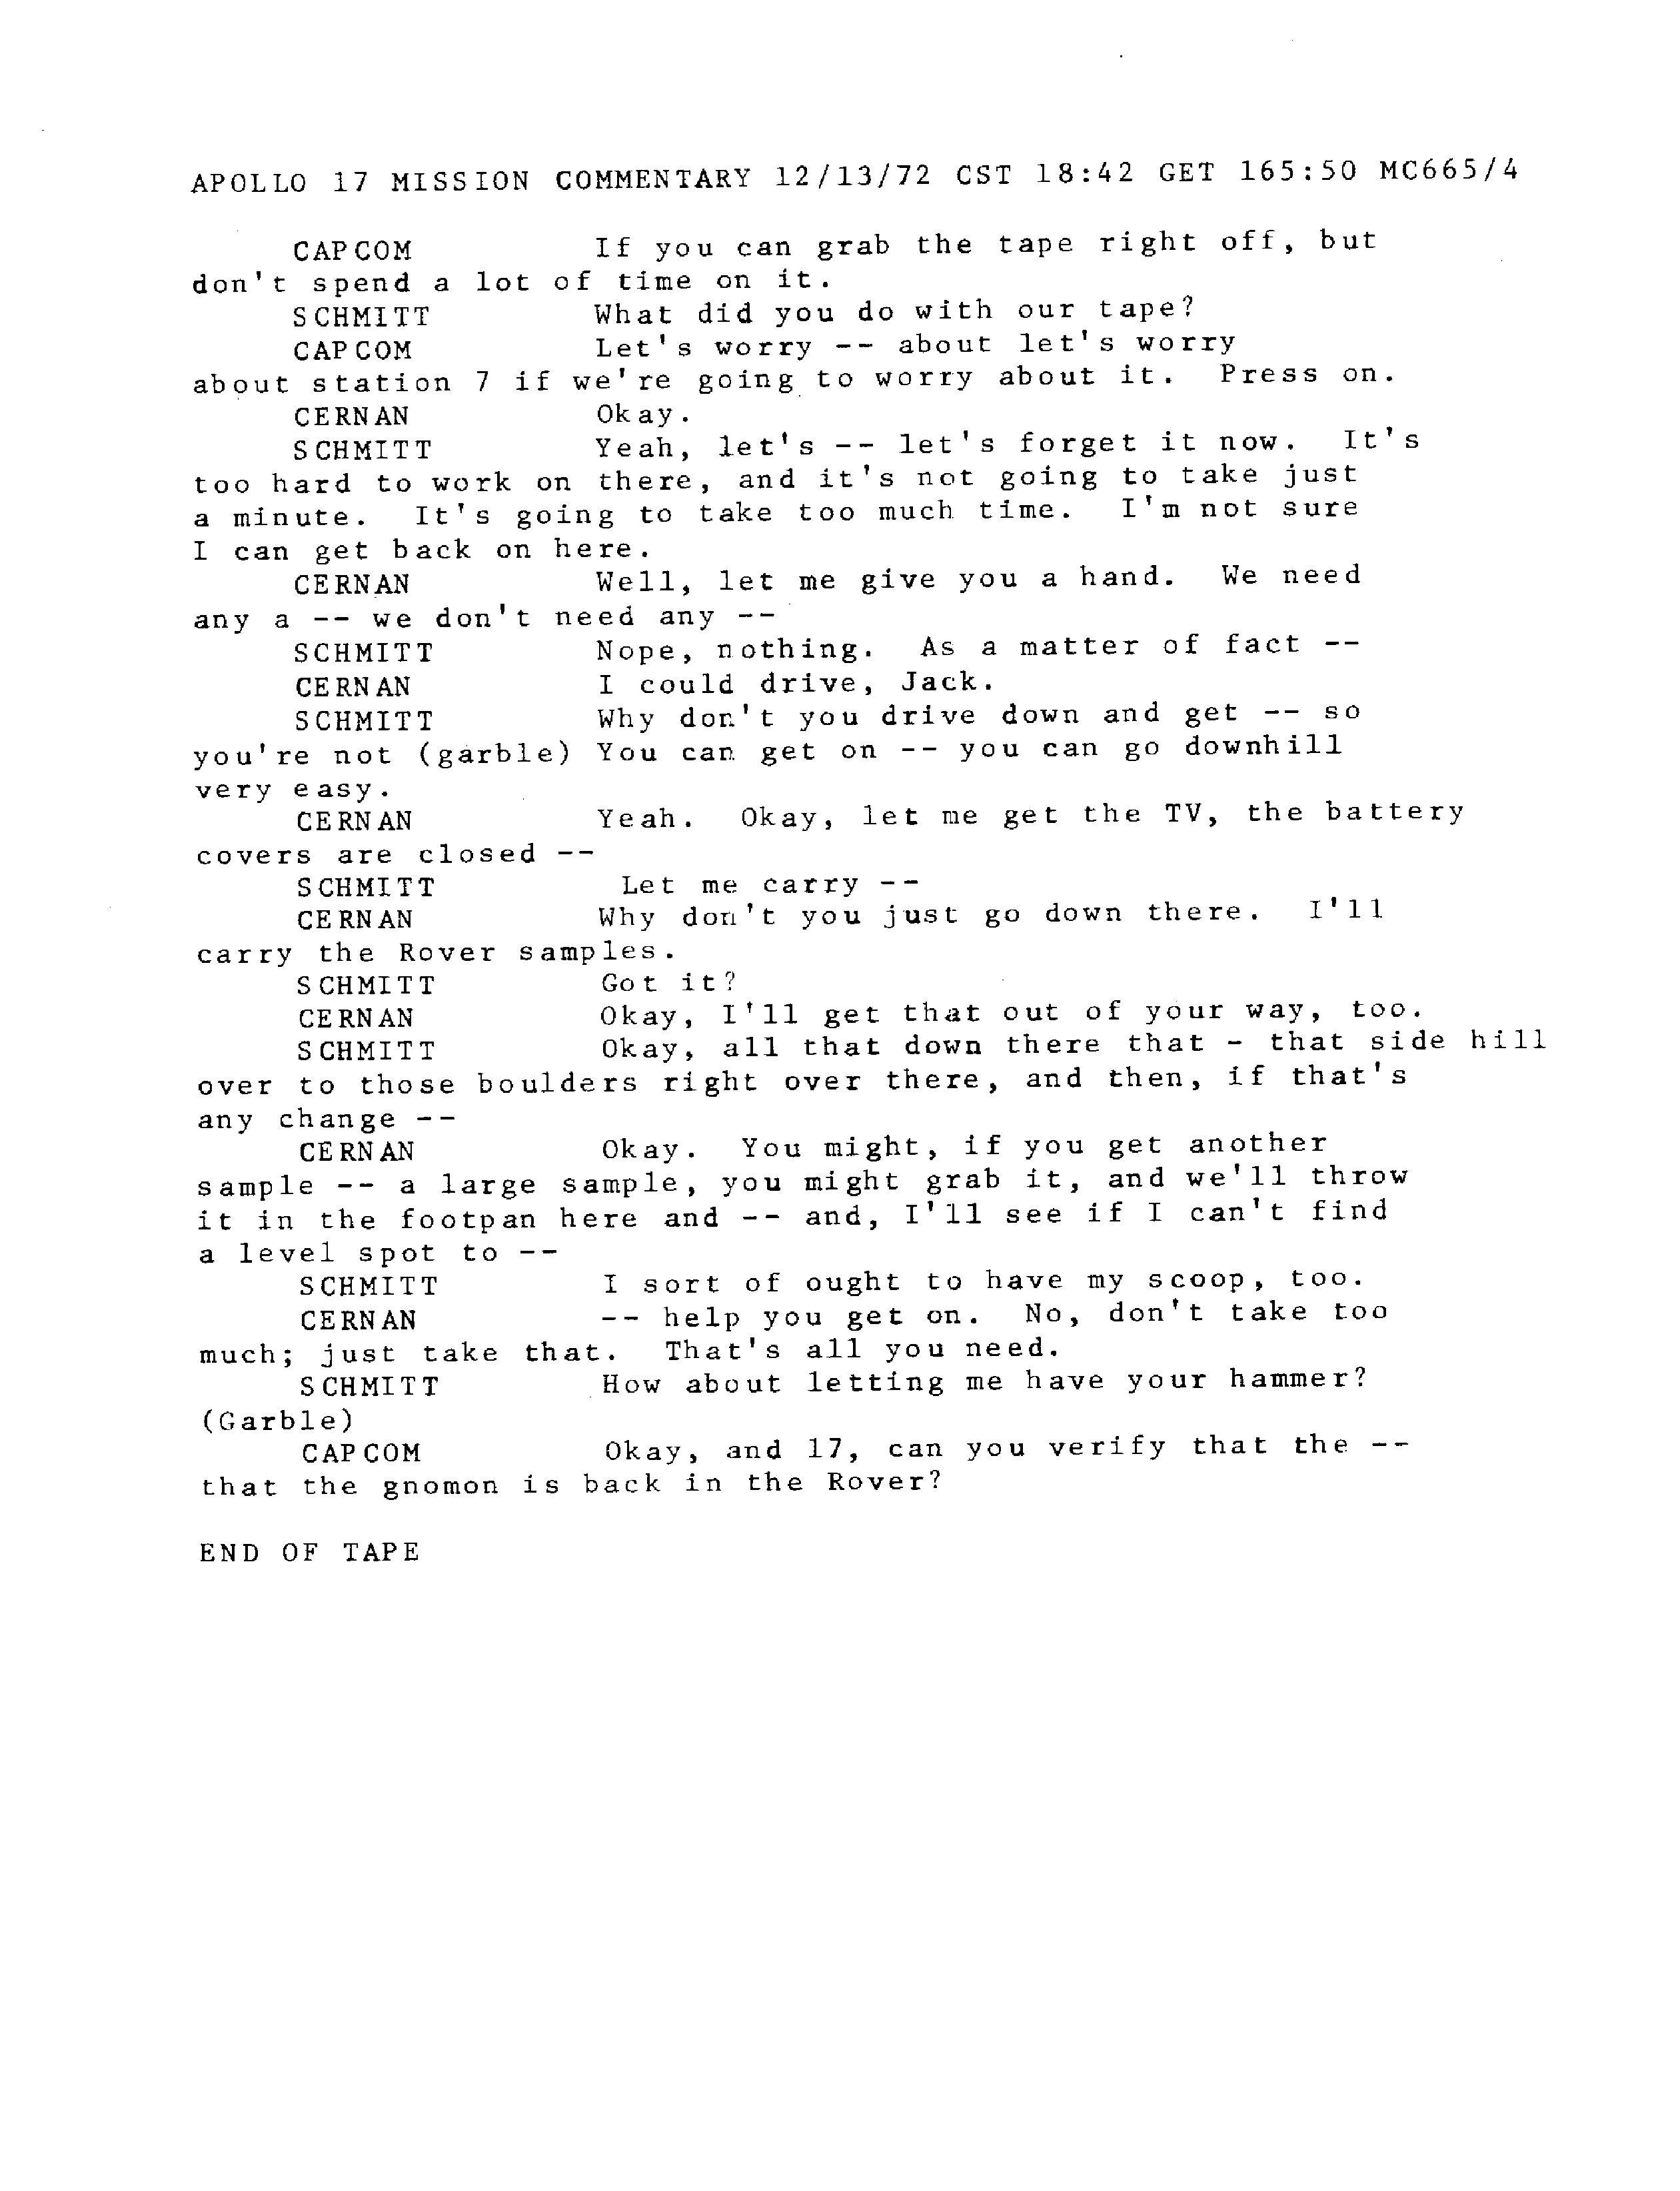 APOLLO 17 MISSION COMMENTARY 12/13/72 CST 18:42 GET 165:50 MC665/4
CAPCOM If you can grab the tape right off, but
don't spend a lot of time on it.
SCHMITT What did you do with our tape?
CAPCOM Let's worry -- about let's worry
about station 7 if we're going to worry about it. Press on.
CERNAN Okay.
SCHMITT Yeah, let's -- let's forget it now. It's
too hard to work on there, and it's not going to take just
a minute. It's going to take too much time. I'm not sure
I can get back on here.
CERNAN Well, let me give you a hand. We need
any a -- we don't need any --
SCHMITT Nope, nothing. As a matter of fact --
CERNAN I could drive, Jack.
SCHMITT Why don't you drive down and get -- so
you're not (garble) You can get on -- you can go downhill
very easy.
CERNAN Yeah. Okay, let me get the TV, the battery
covers are closed --
SCHMITT Let me carry --
CERNAN Why don't you just go down there. I'll
carry the Rover samples.
SCHMITT Got it?
CERNAN Okay, I'll get that out of your way, too.
SCHMITT Okay, all that down there that - that side hill
over to those boulders right over there, and then, if that's
any change --
CERNAN Okay. You might, if you get another
sample -- a large sample, you might grab it, and we'll throw
it in the footpan here and -- and, I'll see if I can't find
a level spot to --
SCHMITT I sort of ought to have my scoop, too.
CERNAN -- help you get on. No, don't take too
much; just take that. That's all you need.
SCHMITT How about letting me have your hammer?
(Garble)
CAPCOM Okay, and 17, can you verify that the --
that the gnomon is back in the Rover?
END OF TAPE